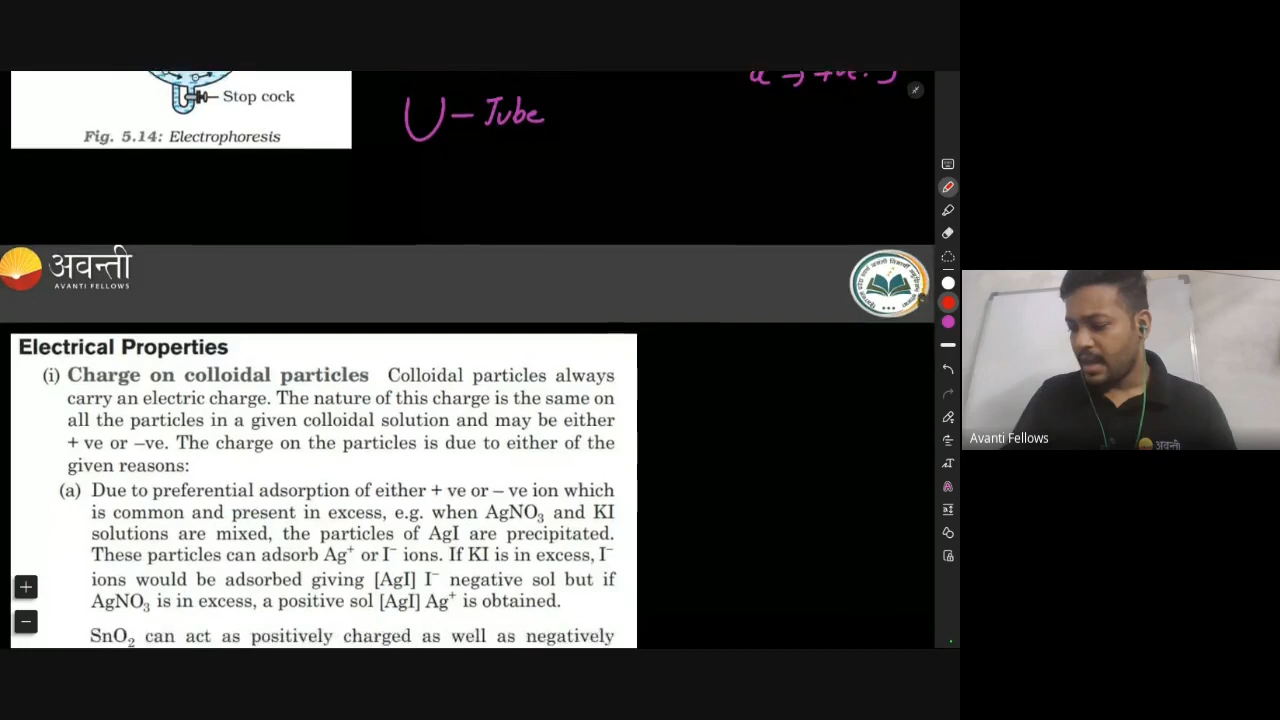 Stop cock
Fig. 5.14: Electrophoresis
U – Tube
अवन्ती
AVANTI FELLOWS
Electrical Properties
(i) Charge on colloidal particles Colloidal particles always
carry an electric charge. The nature of this charge is the same on
all the particles in a given colloidal solution and may be either
+ ve or –ve. The charge on the particles is due to either of the
given reasons:
(a) Due to preferential adsorption of either + ve or – ve ion which
is common and present in excess, e.g. when AgNO₃ and KI
solutions are mixed, the particles of AgI are precipitated.
These particles can adsorb Ag⁺ or I⁻ ions. If KI is in excess, I⁻
ions would be adsorbed giving [AgI] I⁻ negative sol but if
AgNO₃ is in excess, a positive sol [AgI] Ag⁺ is obtained.
SnO₂ can act as positively charged as well as negatively
Avanti Fellows
अवन्ती